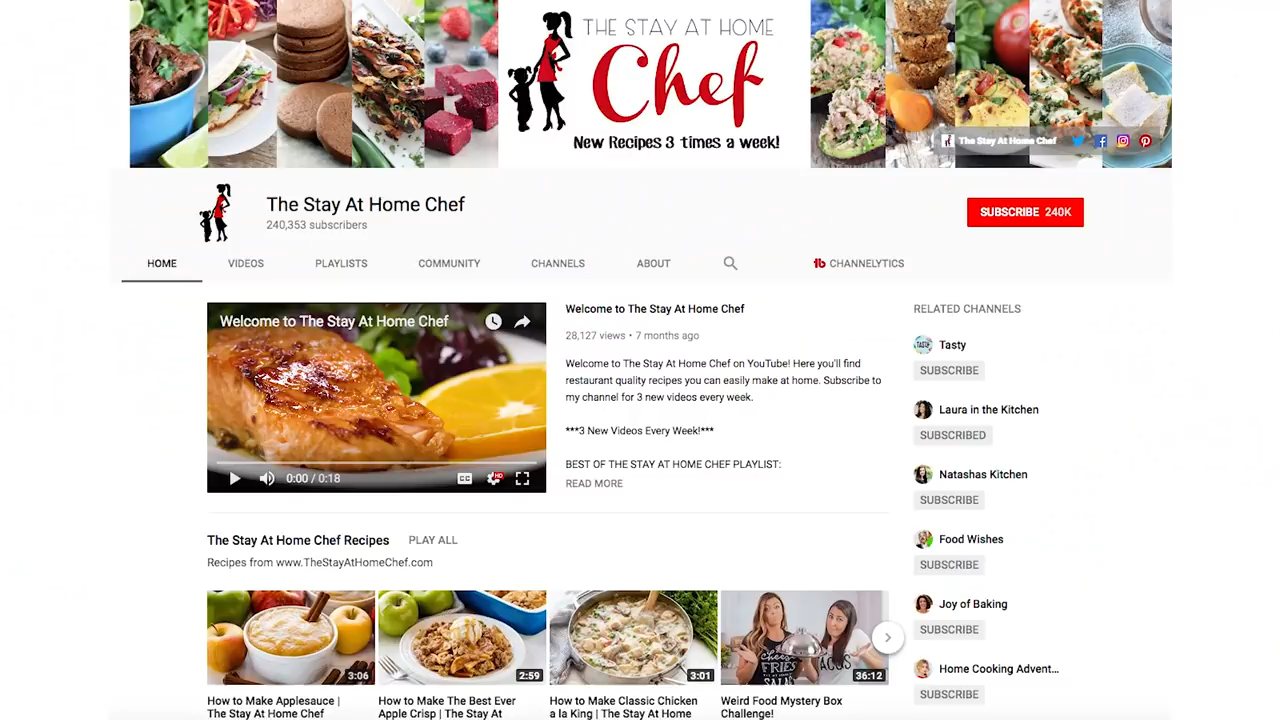 THE STAY AT HOME
Chef
New Recipes 3 times a week!
The Stay At Home Chef
The Stay At Home Chef
240,353 subscribers
SUBSCRIBE 240K
HOME
VIDEOS
PLAYLISTS
COMMUNITY
CHANNELS
ABOUT
tb CHANNELYTICS
Welcome to The Stay At Home Chef
0:00 / 0:18
CC
HD
Welcome to The Stay At Home Chef
28,127 views • 7 months ago
Welcome to The Stay At Home Chef on YouTube! Here you'll find
restaurant quality recipes you can easily make at home. Subscribe to
my channel for 3 new videos every week.
***3 New Videos Every Week!***
BEST OF THE STAY AT HOME CHEF PLAYLIST:
READ MORE
RELATED CHANNELS
TASTY
Tasty
SUBSCRIBE
Laura in the Kitchen
SUBSCRIBED
Natashas Kitchen
SUBSCRIBE
Food Wishes
SUBSCRIBE
Joy of Baking
SUBSCRIBE
Home Cooking Advent...
SUBSCRIBE
The Stay At Home Chef Recipes PLAY ALL
Recipes from www.TheStayAtHomeChef.com
3:06
How to Make Applesauce |
The Stay At Home Chef
2:59
How to Make The Best Ever
Apple Crisp | The Stay At
3:01
How to Make Classic Chicken
a la King | The Stay At Home
FRIES
TACOS
36:12
Weird Food Mystery Box
Challenge!